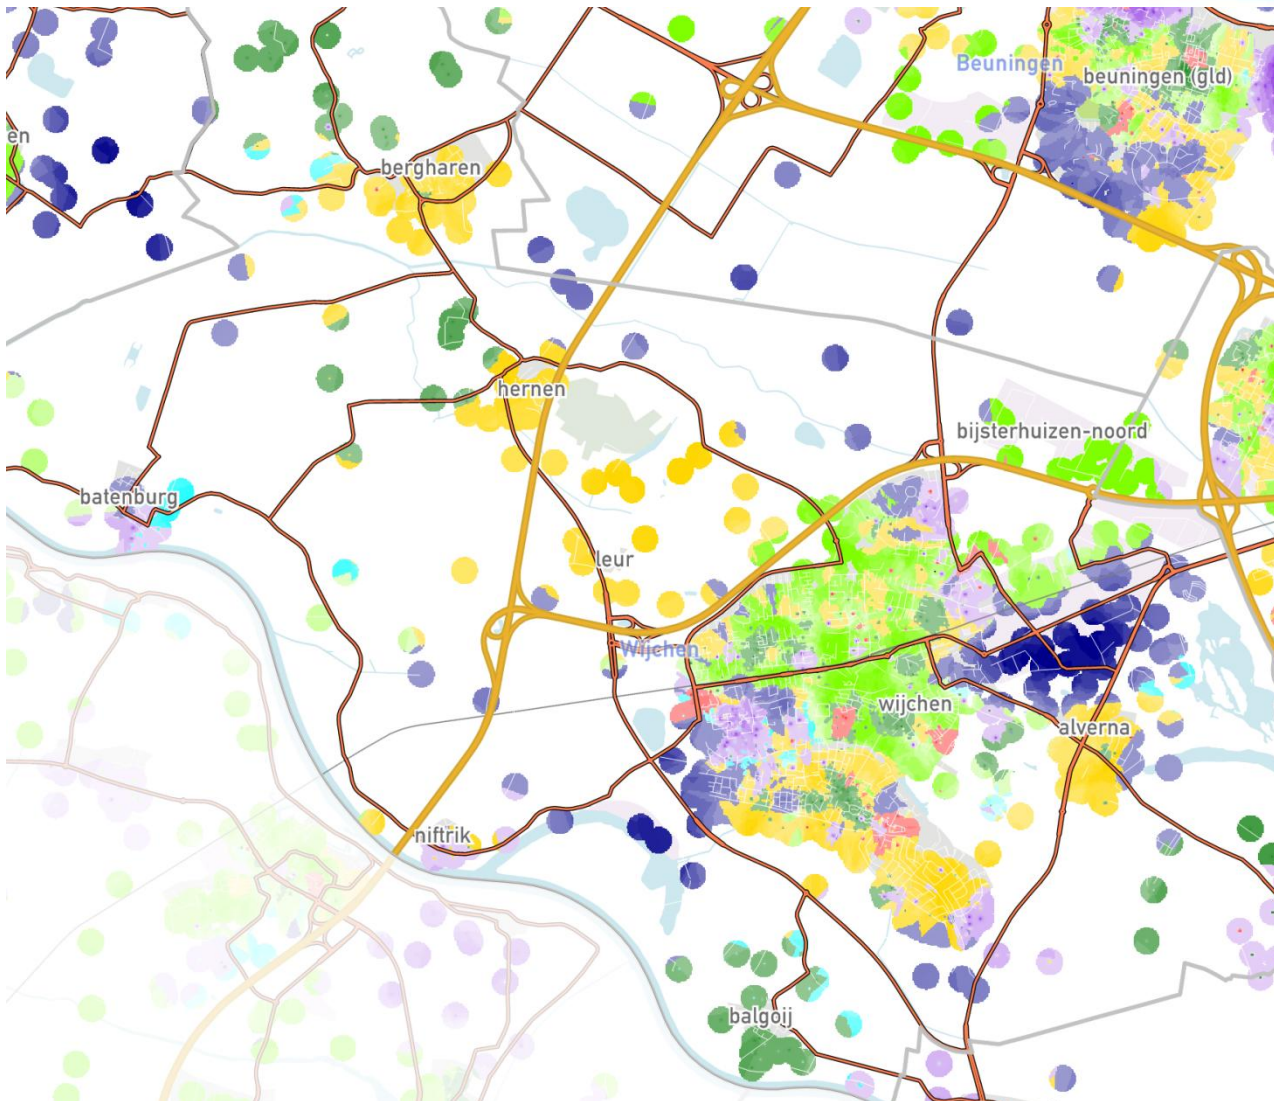 Beuningen
beuningen (gld)
en
bergharen
hernen
bijsterhuizen-noord
batenburg
leur
Wijchen
wijchen
alverna
niftrik
balgoij